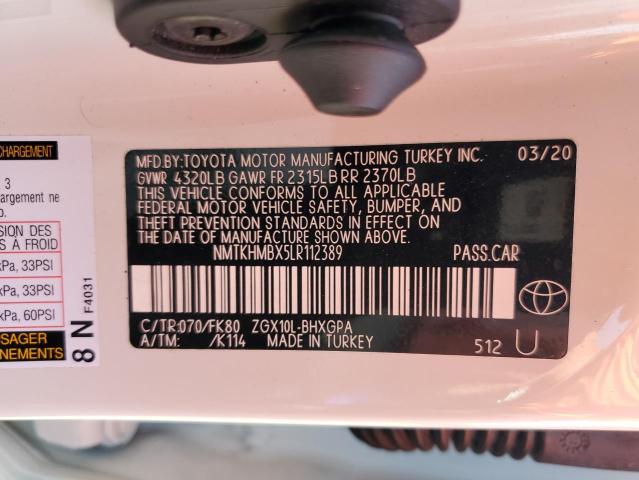 CHARGEMENT
3
argement ne
o.
SION DES
À FROID
kPa, 33PSI
kPa, 33PSI
kPa, 60PSI
SAGER
NEMENTS
8 N F4031
MFD.BY:TOYOTA MOTOR MANUFACTURING TURKEY INC. 03/20
GVWR 4320LB GAWR FR 2315LB RR 2370LB
THIS VEHICLE CONFORMS TO ALL APPLICABLE
FEDERAL MOTOR VEHICLE SAFETY, BUMPER, AND
THEFT PREVENTION STANDARDS IN EFFECT ON
THE DATE OF MANUFACTURE SHOWN ABOVE.
NMTKHMBX5LR112389 PASS.CAR
C/TR:070/FK80 ZGX10L-BHXGPA
A/TM: /K114 MADE IN TURKEY
512 U